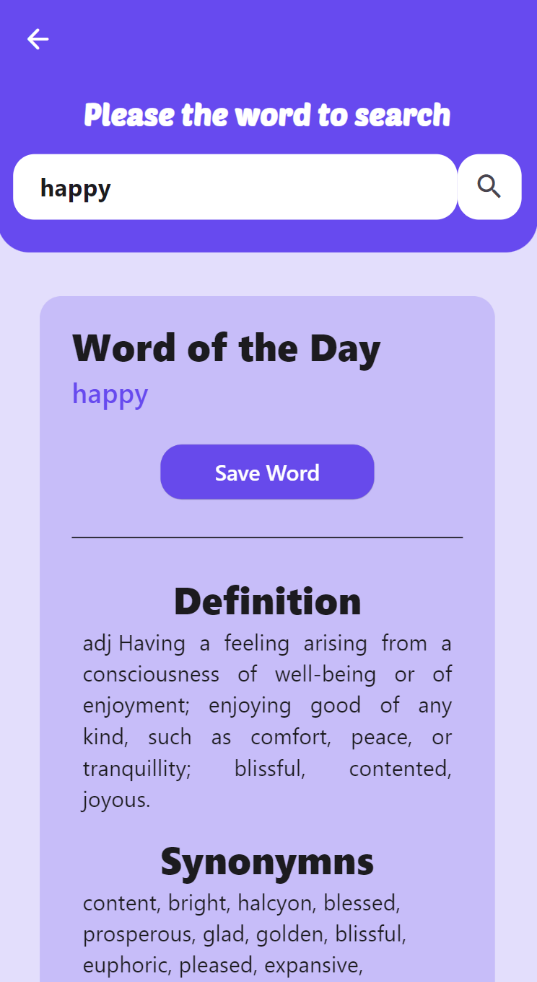 Please the word to search
happy
Word of the Day
happy
Save Word
Definition
adj Having a feeling arising from a
consciousness of well-being or of
enjoyment; enjoying good of any
kind, such as comfort, peace, or
tranquillity; blissful, contented,
joyous.
Synonymns
content, bright, halcyon, blessed,
prosperous, glad, golden, blissful,
euphoric, pleased, expansive,